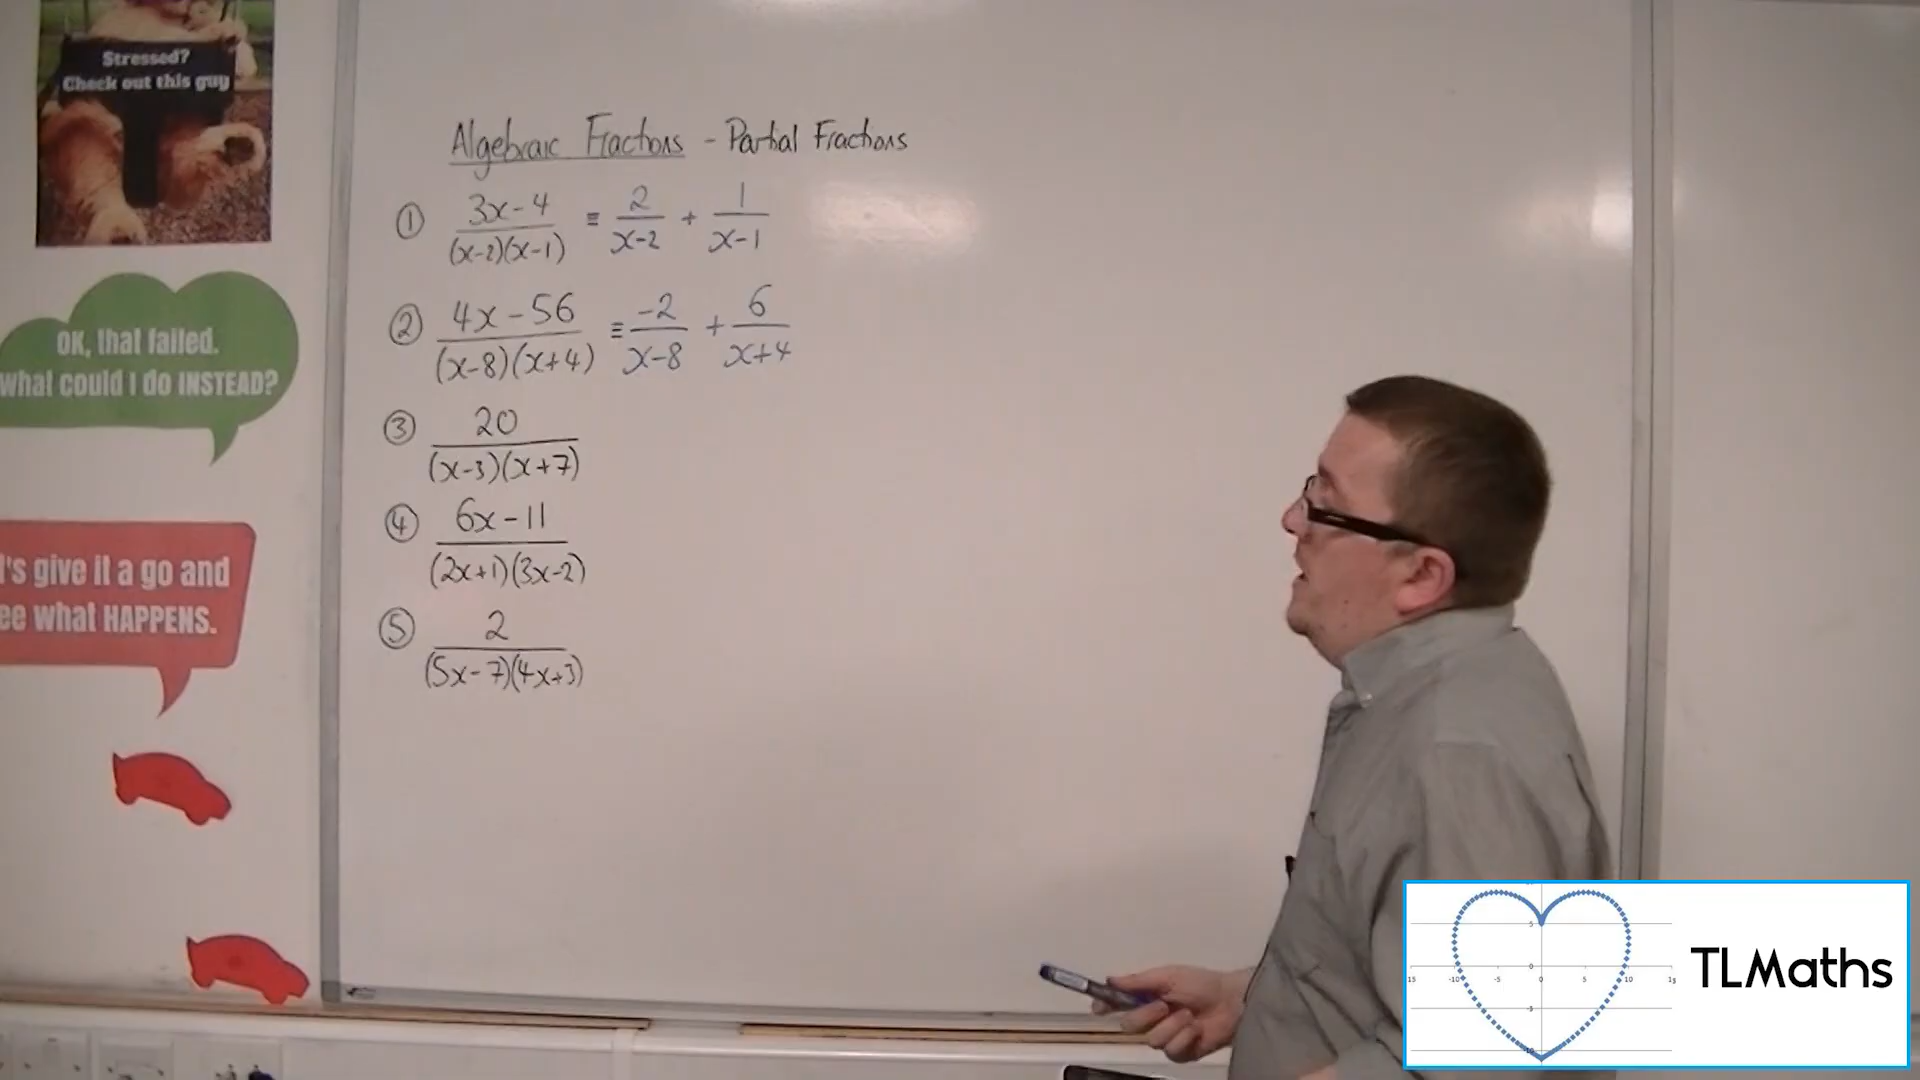 Stressed?
Check out this guy
OK, that failed.
What could I do INSTEAD?
t's give it a go and
ee what HAPPENS.
Algebraic Fractions - Partial Fractions
① 3x-4 / (x-2)(x-1) ≡ 2 / x-2 + 1 / x-1
② 4x-56 / (x-8)(x+4) ≡ -2 / x-8 + 6 / x+4
③ 20 / (x-3)(x+7)
④ 6x-11 / (2x+1)(3x-2)
⑤ 2 / (5x-7)(4x+3)
TLMaths